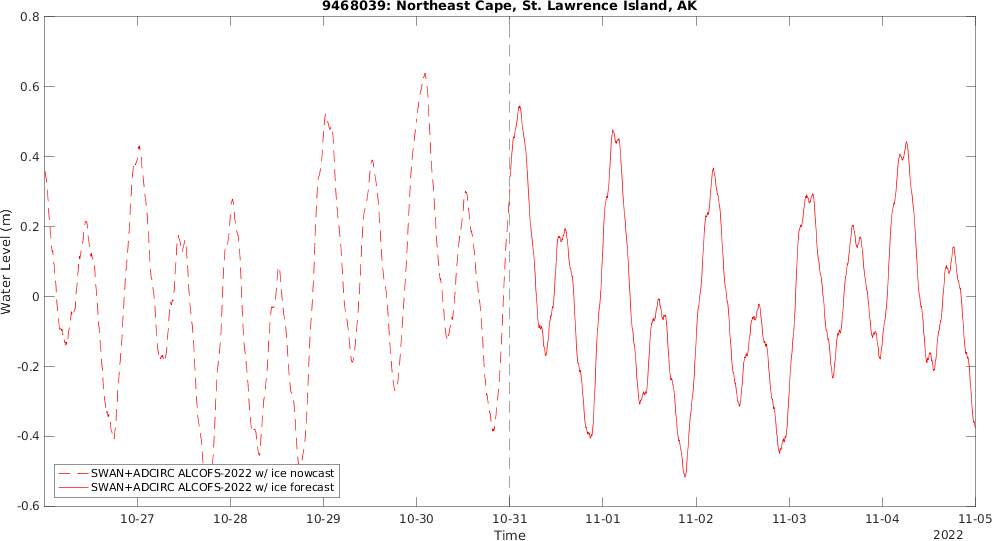 9468039: Northeast Cape, St. Lawrence Island, AK
0.8
0.6
0.4
0.2
0
-0.2
-0.4
-0.6
Water Level (m)
SWAN+ADCIRC ALCOFS-2022 w/ ice nowcast
SWAN+ADCIRC ALCOFS-2022 w/ ice forecast
10-27 10-28 10-29 10-30 10-31 11-01 11-02 11-03 11-04 11-05
Time
2022